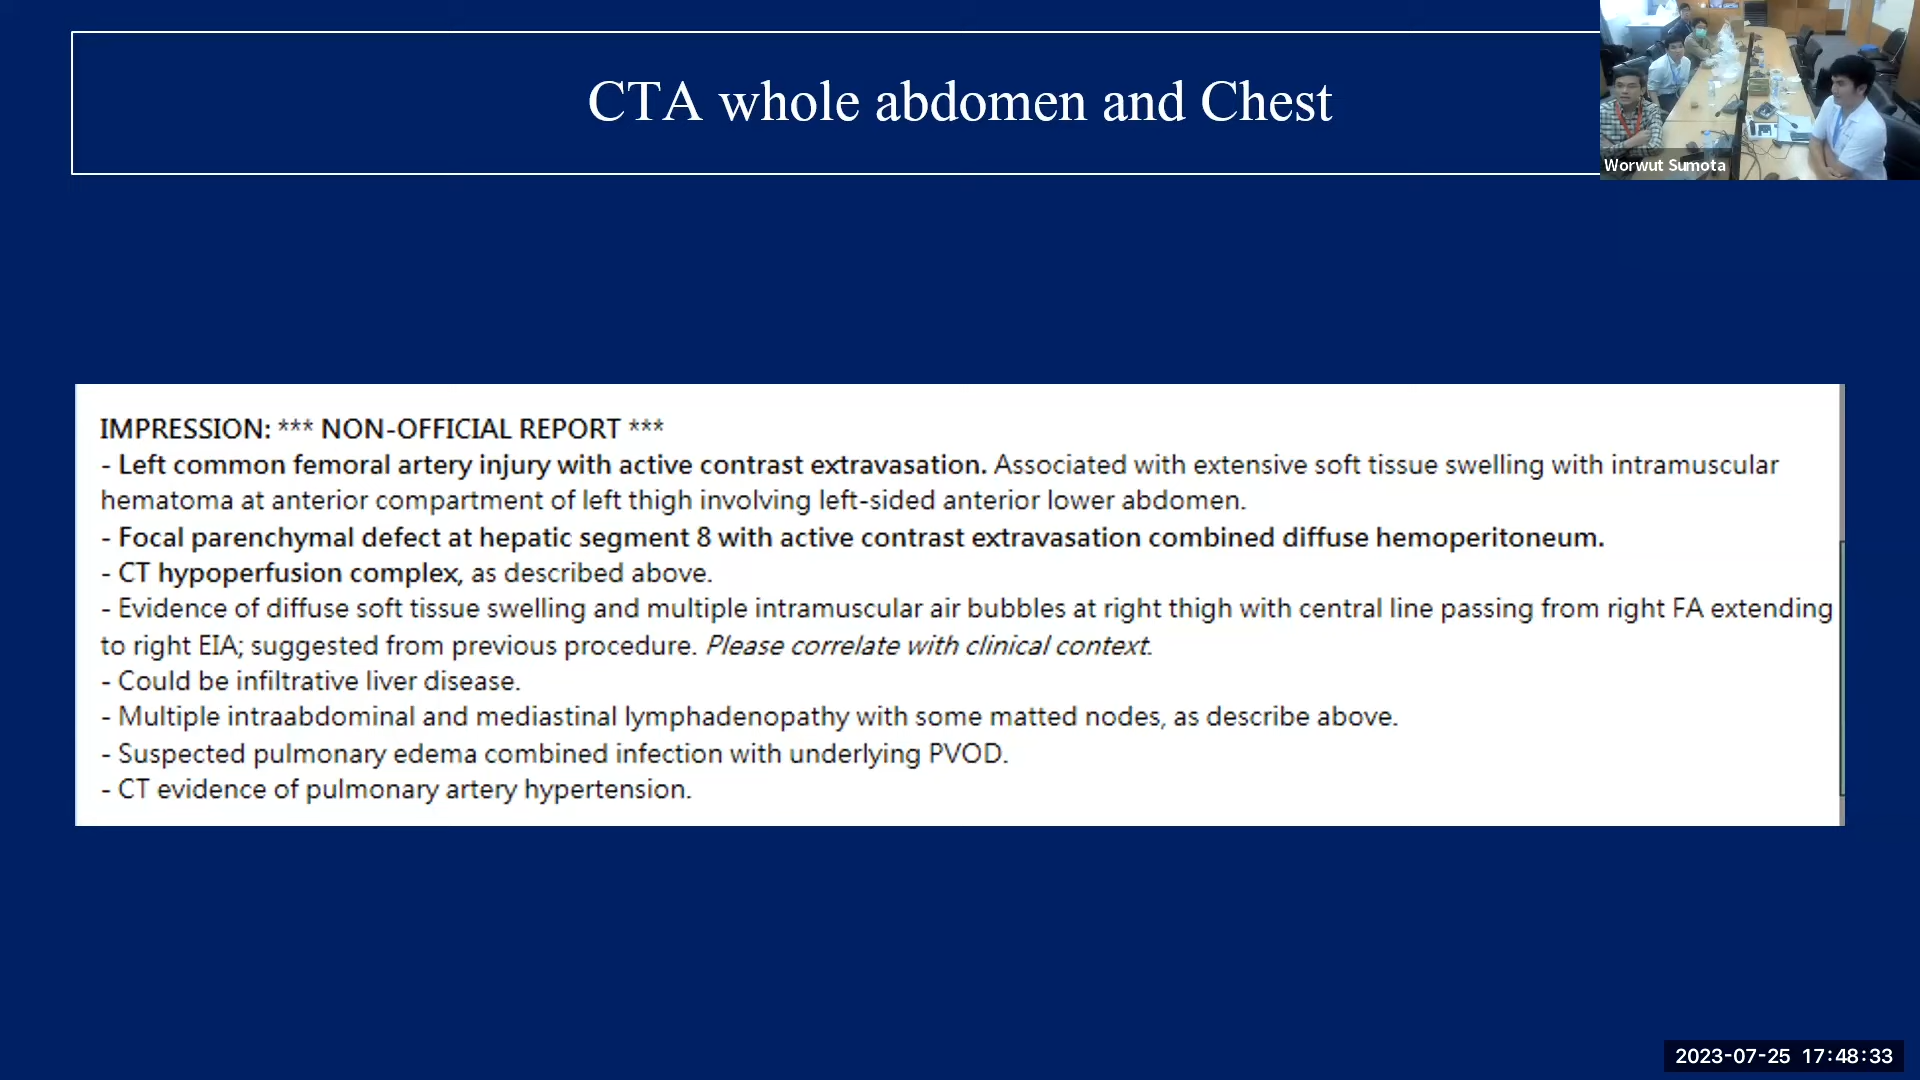 CTA whole abdomen and Chest
Worwut Sumota
IMPRESSION: *** NON-OFFICIAL REPORT ***
- Left common femoral artery injury with active contrast extravasation. Associated with extensive soft tissue swelling with intramuscular
hematoma at anterior compartment of left thigh involving left-sided anterior lower abdomen.
- Focal parenchymal defect at hepatic segment 8 with active contrast extravasation combined diffuse hemoperitoneum.
- CT hypoperfusion complex, as described above.
- Evidence of diffuse soft tissue swelling and multiple intramuscular air bubbles at right thigh with central line passing from right FA extending
to right EIA; suggested from previous procedure. Please correlate with clinical context.
- Could be infiltrative liver disease.
- Multiple intraabdominal and mediastinal lymphadenopathy with some matted nodes, as describe above.
- Suspected pulmonary edema combined infection with underlying PVOD.
- CT evidence of pulmonary artery hypertension.
2023-07-25 17:48:33